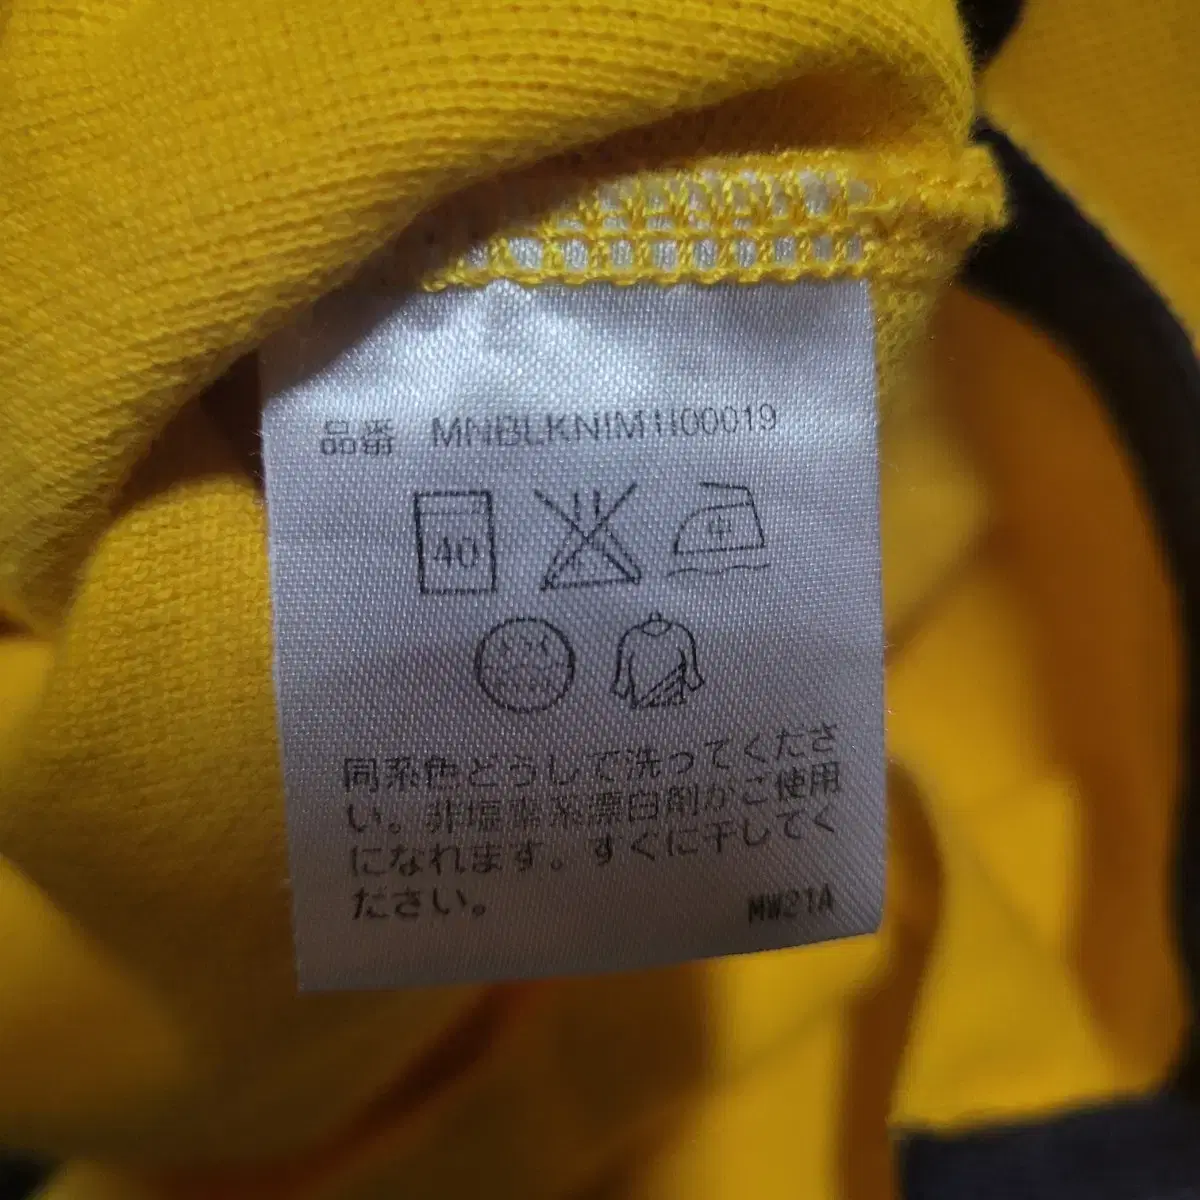 品番 MNBLKNIM1I00019
40
中
同系色どうしで洗ってくださ
い。非塩素系漂白剤がご使用
になれます。すぐに干してく
ださい。
MW21A